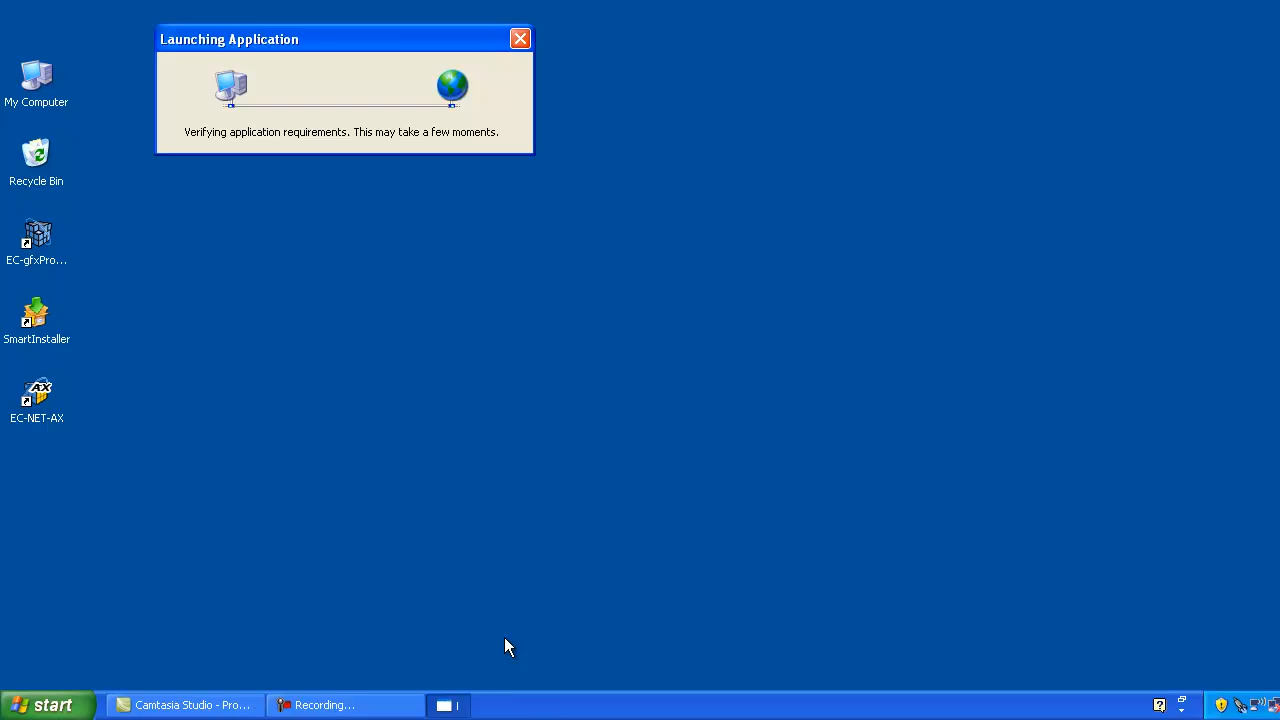 Launching Application
Verifying application requirements. This may take a few moments.
My Computer
Recycle Bin
EC-gfxPro...
SmartInstaller
AX
EC-NET-AX
start
Camtasia Studio - Pro...
Recording...